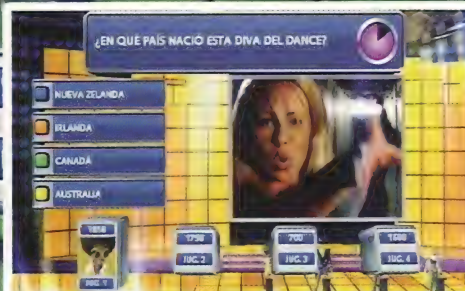 ¿EN QUÉ PAÍS NACIÓ ESTA DIVA DEL DANCE?
NUEVA ZELANDA
IRLANDA
CANADÁ
AUSTRALIA
1750
700
JUG. 1
JUG. 2
JUG. 3
JUG. 4